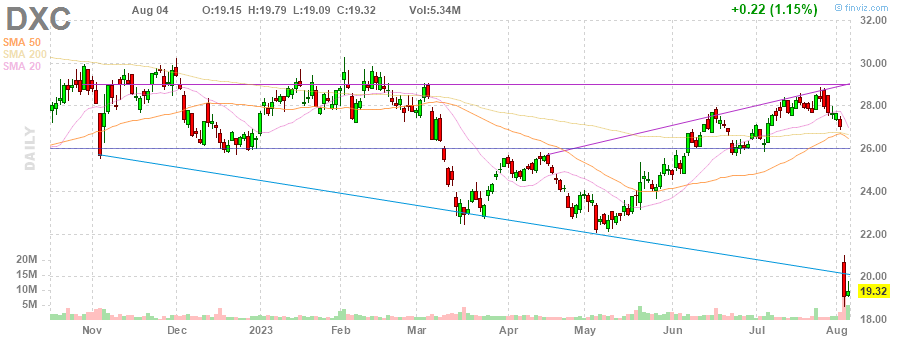 DXC Aug 04 O:19.15 H:19.79 L:19.09 C:19.32 Vol:5.34M +0.22 (1.15%)
© finviz.com
SMA 50
SMA 200
SMA 20
DAILY
32.00
30.00
28.00
26.00
24.00
22.00
20.00
19.32
18.00
20M
15M
10M
5M
Nov Dec 2023 Feb Mar Apr May Jun Jul Aug